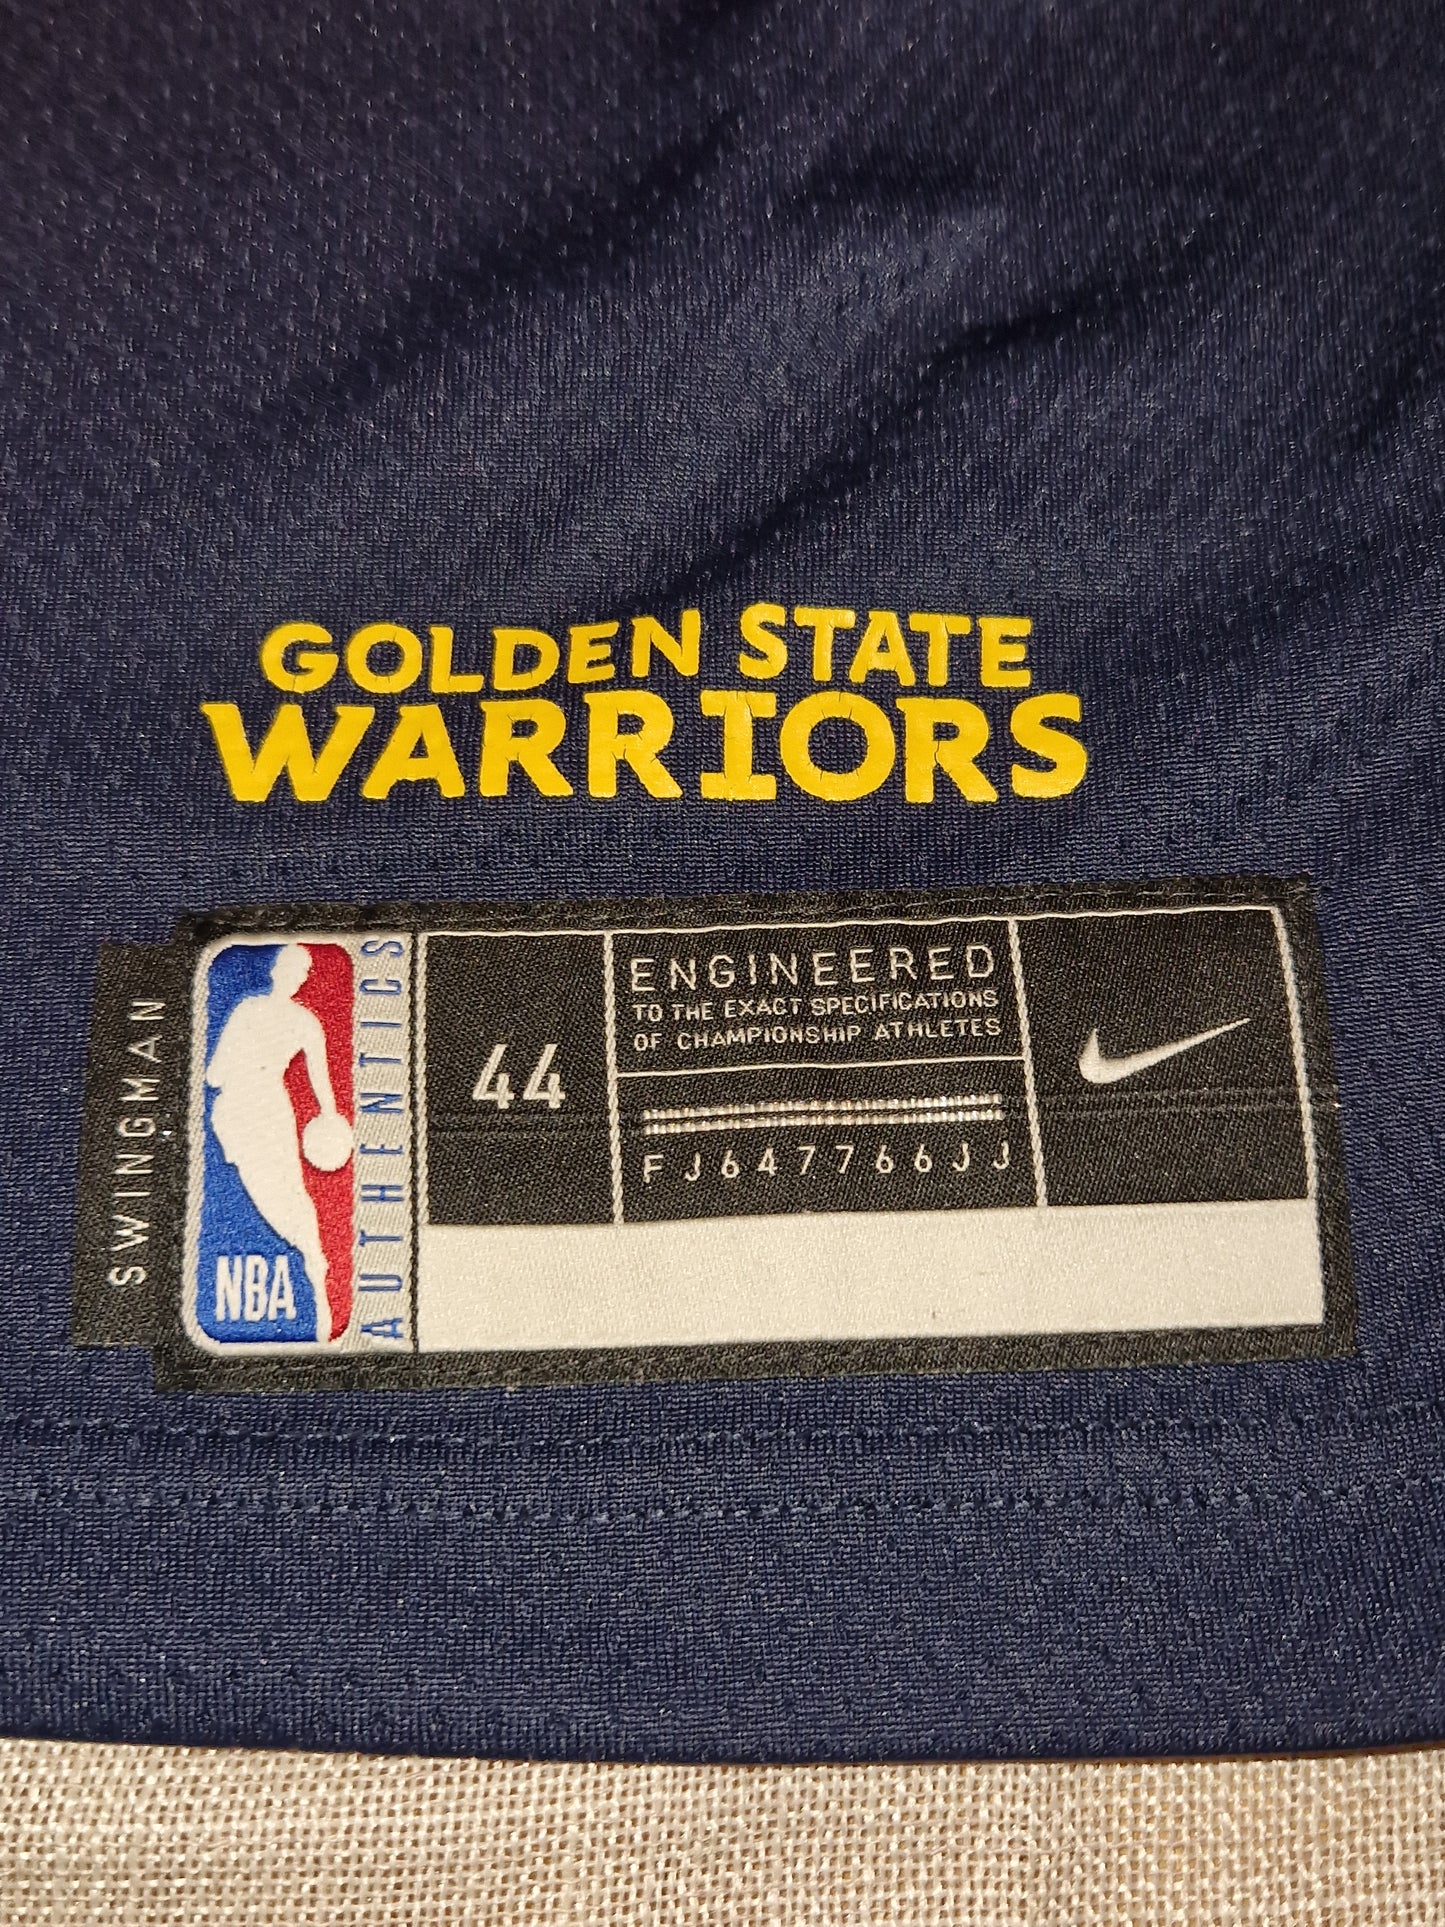 GOLDEN STATE
WARRIORS
SWINGMAN
NBA
AUTHENTICS
44
ENGINEERED
TO THE EXACT SPECIFICATIONS
OF CHAMPIONSHIP ATHLETES
FJ647766JJ